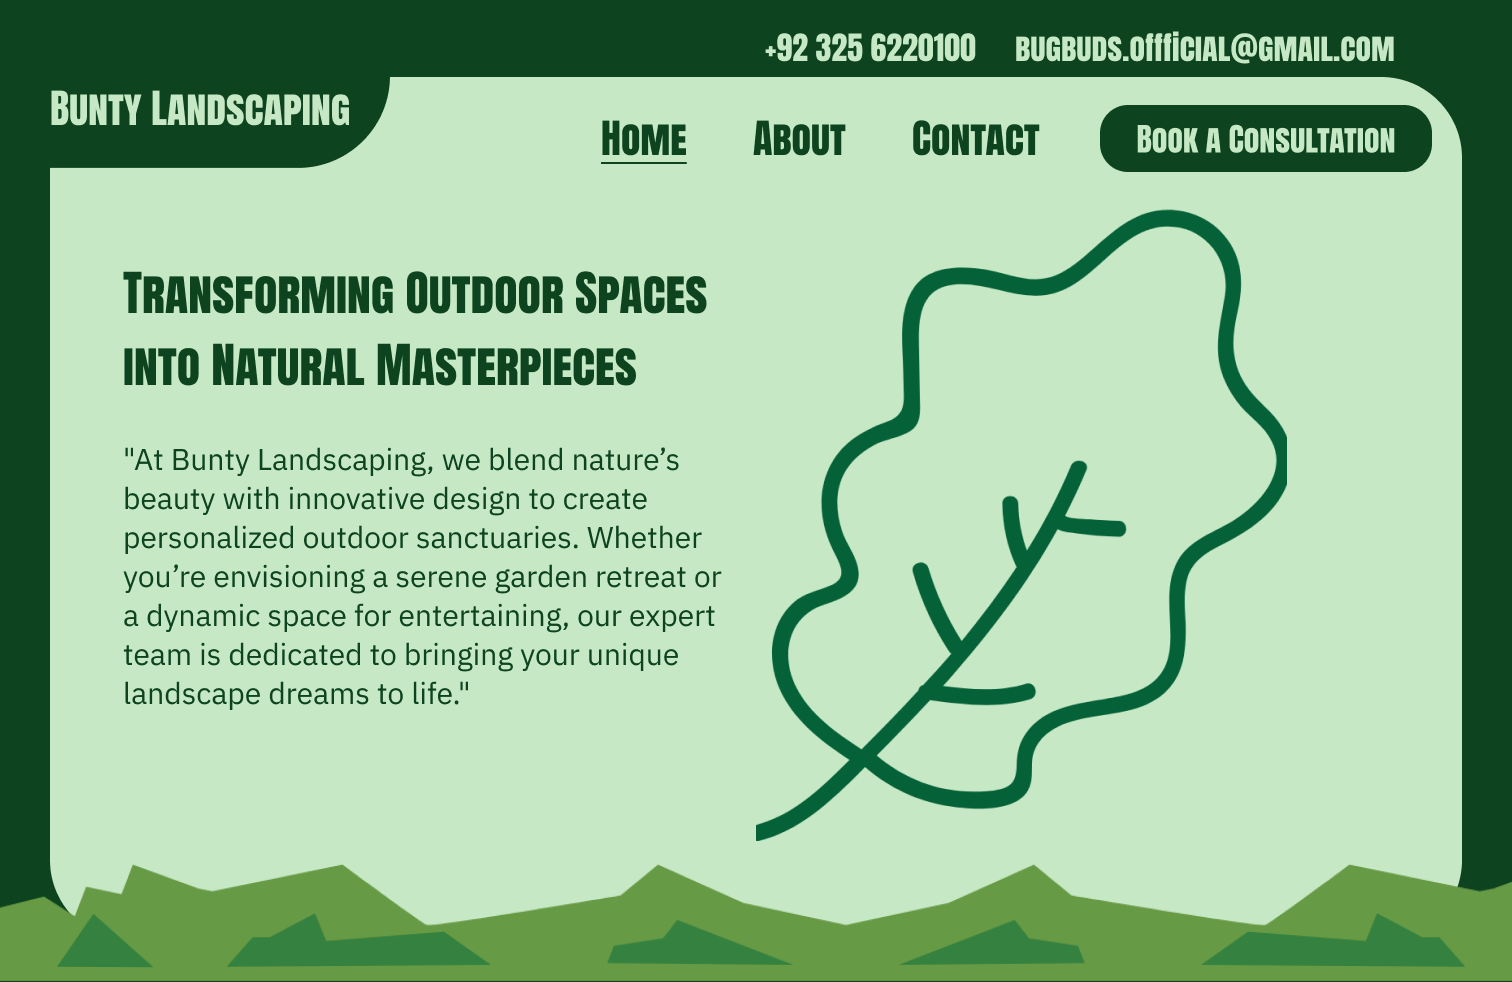 +92 325 6220100 BUGBUDS.Offficial@GMAIL.COM
Bunty Landscaping
Home About Contact Book a Consultation
Transforming Outdoor Spaces
into Natural Masterpieces
"At Bunty Landscaping, we blend nature’s
beauty with innovative design to create
personalized outdoor sanctuaries. Whether
you’re envisioning a serene garden retreat or
a dynamic space for entertaining, our expert
team is dedicated to bringing your unique
landscape dreams to life."